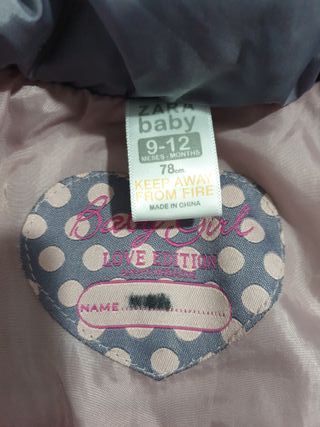 ZARA
baby
9-12
MESES - MONTHS
78cm.
KEEP AWAY
FROM FIRE
MADE IN CHINA
Baby Girl
LOVE EDITION
NAME